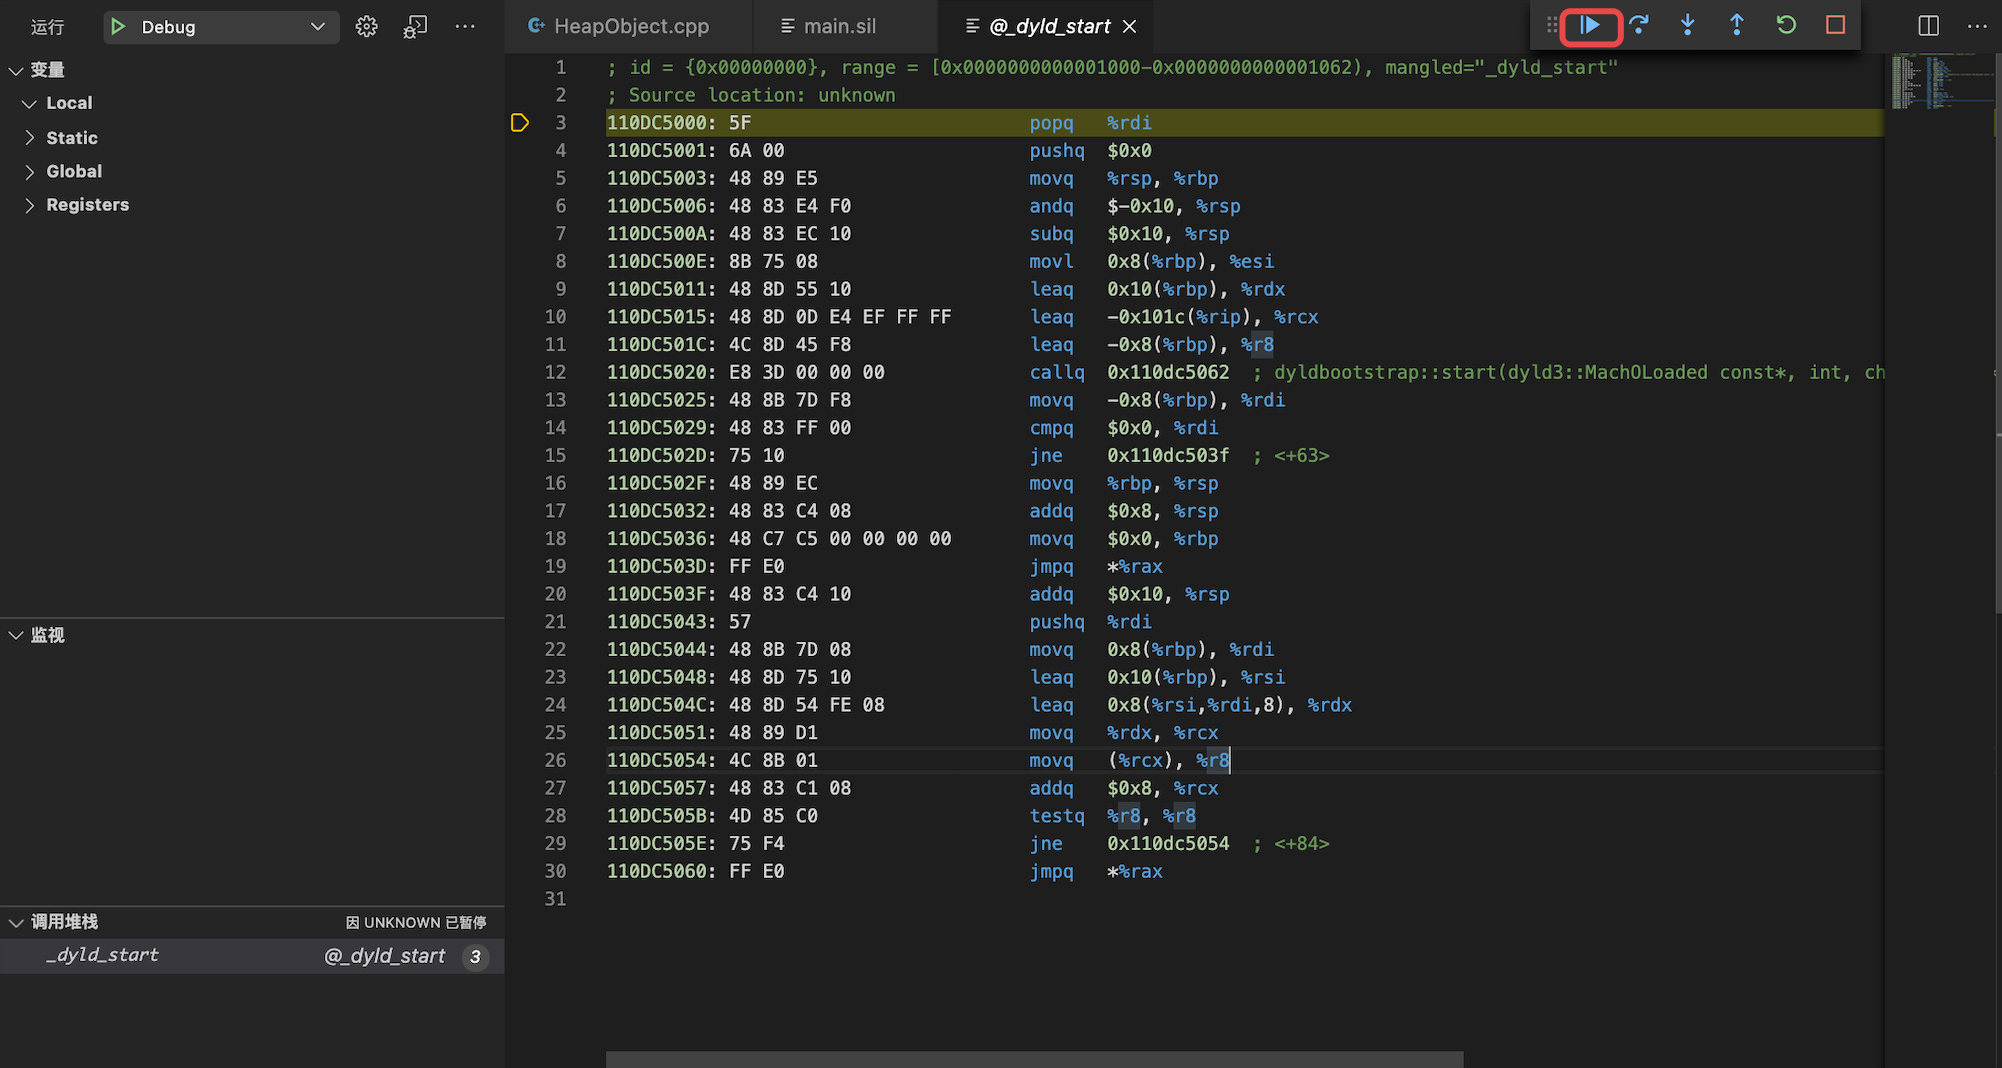 运行
Debug
HeapObject.cpp
main.sil
@_dyld_start
变量
Local
Static
Global
Registers
1 ; id = {0x00000000}, range = [0x0000000000001000-0x0000000000001062), mangled="_dyld_start"
2 ; Source location: unknown
3 110DC5000: 5F popq %rdi
4 110DC5001: 6A 00 pushq $0x0
5 110DC5003: 48 89 E5 movq %rsp, %rbp
6 110DC5006: 48 83 E4 F0 andq $-0x10, %rsp
7 110DC500A: 48 83 EC 10 subq $0x10, %rsp
8 110DC500E: 8B 75 08 movl 0x8(%rbp), %esi
9 110DC5011: 48 8D 55 10 leaq 0x10(%rbp), %rdx
10 110DC5015: 48 8D 0D E4 EF FF FF leaq -0x101c(%rip), %rcx
11 110DC501C: 4C 8D 45 F8 leaq -0x8(%rbp), %r8
12 110DC5020: E8 3D 00 00 00 callq 0x110dc5062 ; dyldbootstrap::start(dyld3::MachOLoaded const*, int, ch
13 110DC5025: 48 8B 7D F8 movq -0x8(%rbp), %rdi
14 110DC5029: 48 83 FF 00 cmpq $0x0, %rdi
15 110DC502D: 75 10 jne 0x110dc503f ; <+63>
16 110DC502F: 48 89 EC movq %rbp, %rsp
17 110DC5032: 48 83 C4 08 addq $0x8, %rsp
18 110DC5036: 48 C7 C5 00 00 00 00 movq $0x0, %rbp
19 110DC503D: FF E0 jmpq *%rax
20 110DC503F: 48 83 C4 10 addq $0x10, %rsp
21 110DC5043: 57 pushq %rdi
22 110DC5044: 48 8B 7D 08 movq 0x8(%rbp), %rdi
23 110DC5048: 48 8D 75 10 leaq 0x10(%rbp), %rsi
24 110DC504C: 48 8D 54 FE 08 leaq 0x8(%rsi,%rdi,8), %rdx
25 110DC5051: 48 89 D1 movq %rdx, %rcx
26 110DC5054: 4C 8B 01 movq (%rcx), %r8
27 110DC5057: 48 83 C1 08 addq $0x8, %rcx
28 110DC505B: 4D 85 C0 testq %r8, %r8
29 110DC505E: 75 F4 jne 0x110dc5054 ; <+84>
30 110DC5060: FF E0 jmpq *%rax
31
监视
调用堆栈 因 UNKNOWN 已暂停
_dyld_start @_dyld_start 3